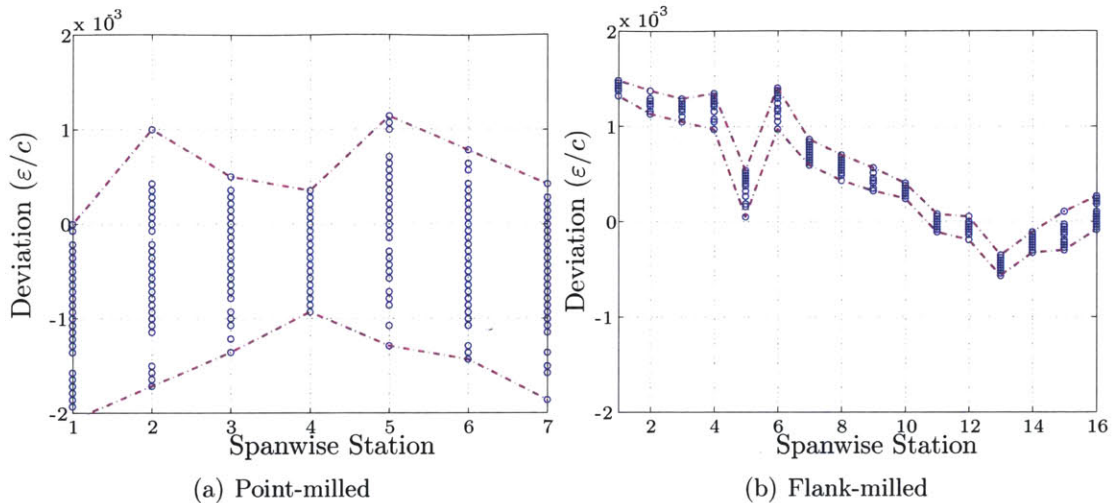 x 10^3
2
1
0
-1
-2
Deviation (ε/c)
1 2 3 4 5 6 7
Spanwise Station
(a) Point-milled
x 10^-3
2
1
0
-1
-2
Deviation (ε/c)
2 4 6 8 10 12 14 16
Spanwise Station
(b) Flank-milled